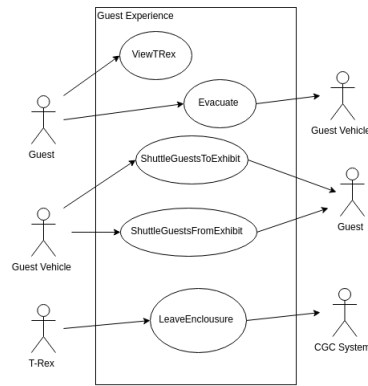 Guest Experience
ViewTRex
Evacuate
Guest
Guest Vehicle
ShuttleGuestsToExhibit
Guest
ShuttleGuestsFromExhibit
Guest Vehicle
LeaveEnclousure
T-Rex
CGC System